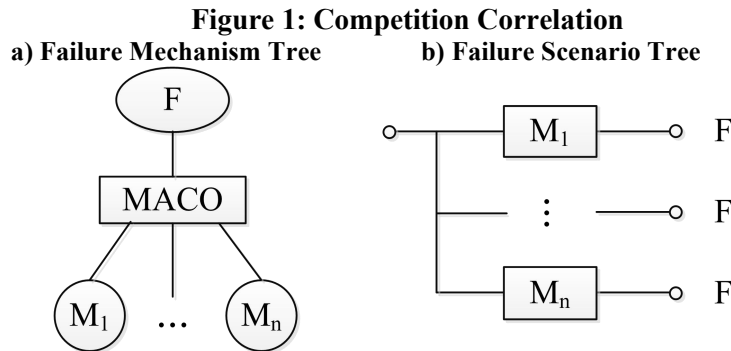 Figure 1: Competition Correlation
a) Failure Mechanism Tree
b) Failure Scenario Tree
F
MACO
M₁ ... Mₙ
M₁ F
⋮ F
Mₙ F